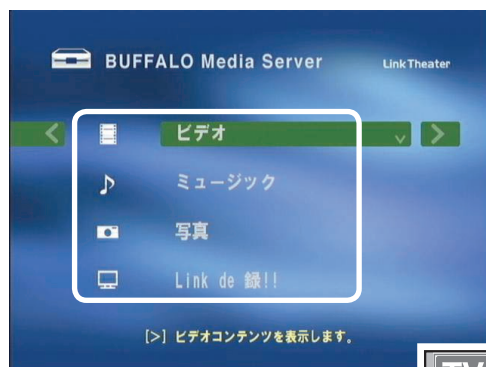 BUFFALO Media Server
LinkTheater
ビデオ
ミュージック
写真
Link de 録!!
[>] ビデオコンテンツを表示します。
TV